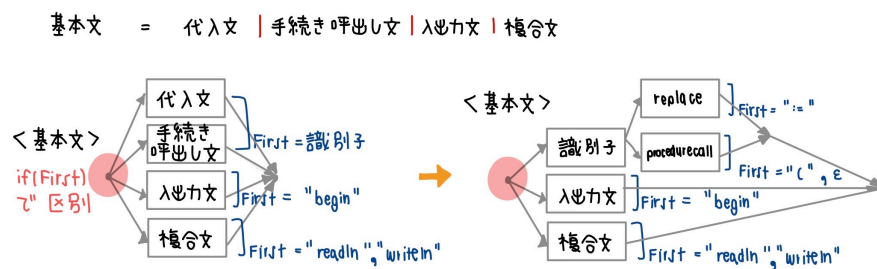 基本文 = 代入文 | 手続き呼出し文 | 入出力文 | 複合文
<基本文>
if(First)
で 区別
代入文
手続き
呼出し文
First = 識別子
入出力文
First = "begin"
複合文
First = "readln", "writeln"
<基本文>
識別子
replace
First = ":="
procedurecall
First = "(", ε
入出力文
First = "begin"
複合文
First = "readln", "writeln"